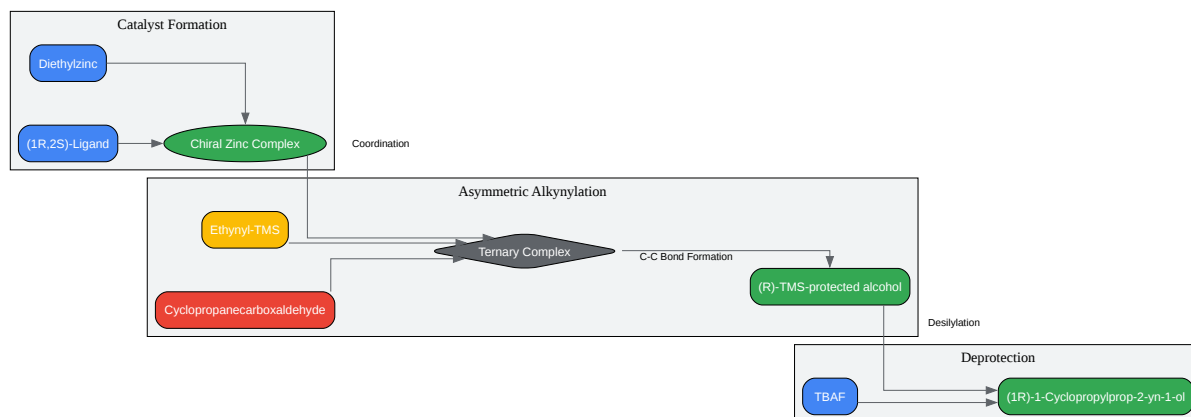 Catalyst Formation
Diethylzinc
(1R,2S)-Ligand
Chiral Zinc Complex
Coordination
Asymmetric Alkynylation
Ethynyl-TMS
Ternary Complex
C-C Bond Formation
Cyclopropanecarboxaldehyde
(R)-TMS-protected alcohol
Desilylation
Deprotection
TBAF
(1R)-1-Cyclopropylprop-2-yn-1-ol